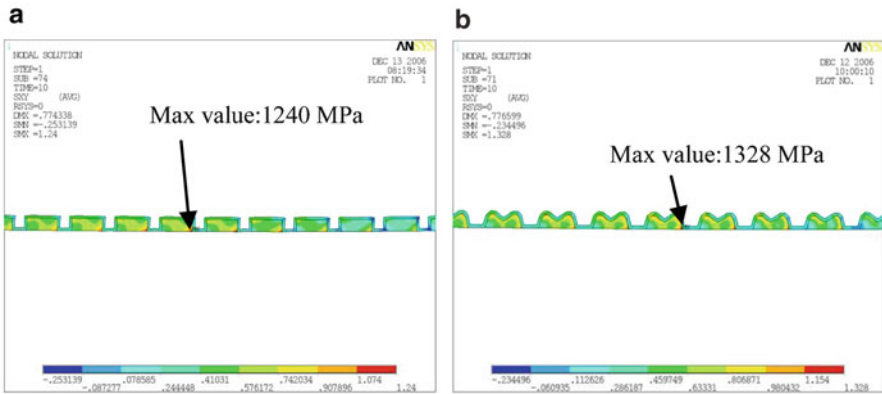 a
1
ANSYS
NODAL SOLUTION
DEC 13 2006
08:19:34
PLOT NO. 1
STEP=1
SUB =74
TIME=10
SXY (AVG)
RSYS=0
DMX =.774338
SMN =-.253139
SMX =1.24
Max value:1240 MPa
-.253139 .078585 .41031 .742034 1.074
-.087277 .244448 .576172 .907896 1.24
b
1
ANSYS
NODAL SOLUTION
DEC 12 2006
10:00:10
PLOT NO. 1
STEP=1
SUB =71
TIME=10
SXY (AVG)
RSYS=0
DMX =.776599
SMN =-.234496
SMX =1.328
Max value:1328 MPa
-.234496 .112626 .459749 .806871 1.154
-.060935 .286187 .63331 .980432 1.328